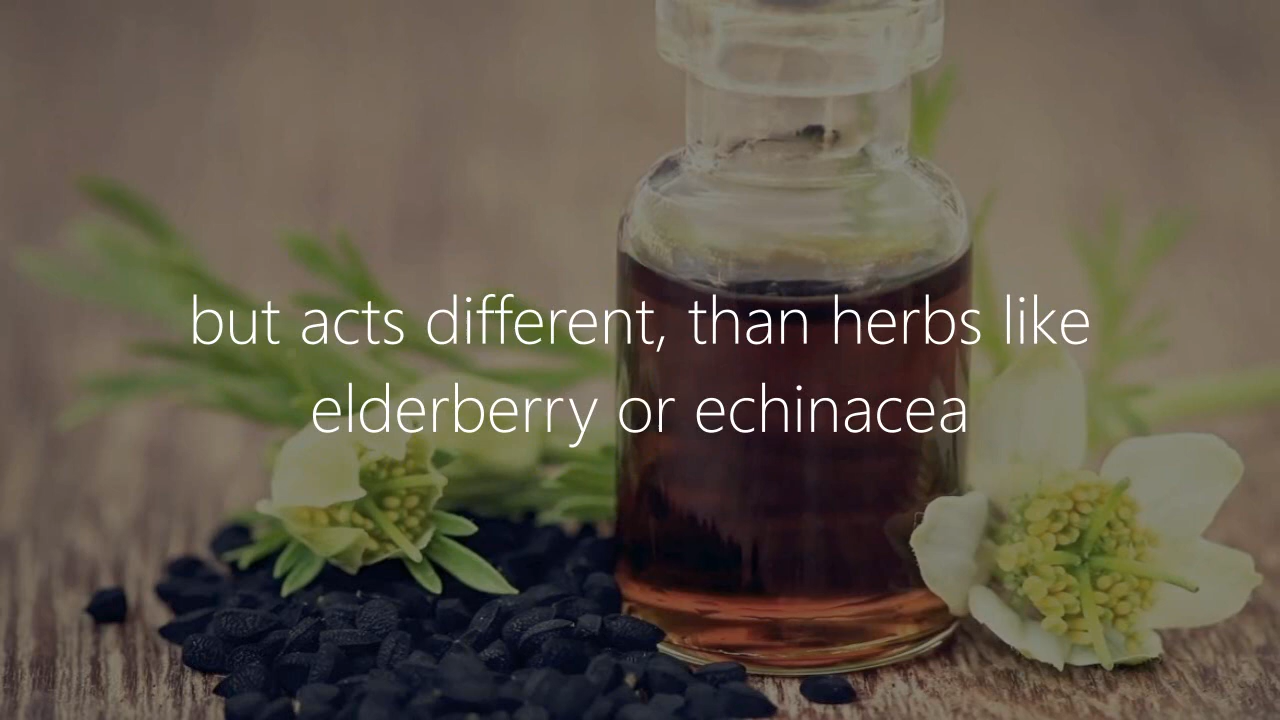 but acts different, than herbs like
elderberry or echinacea